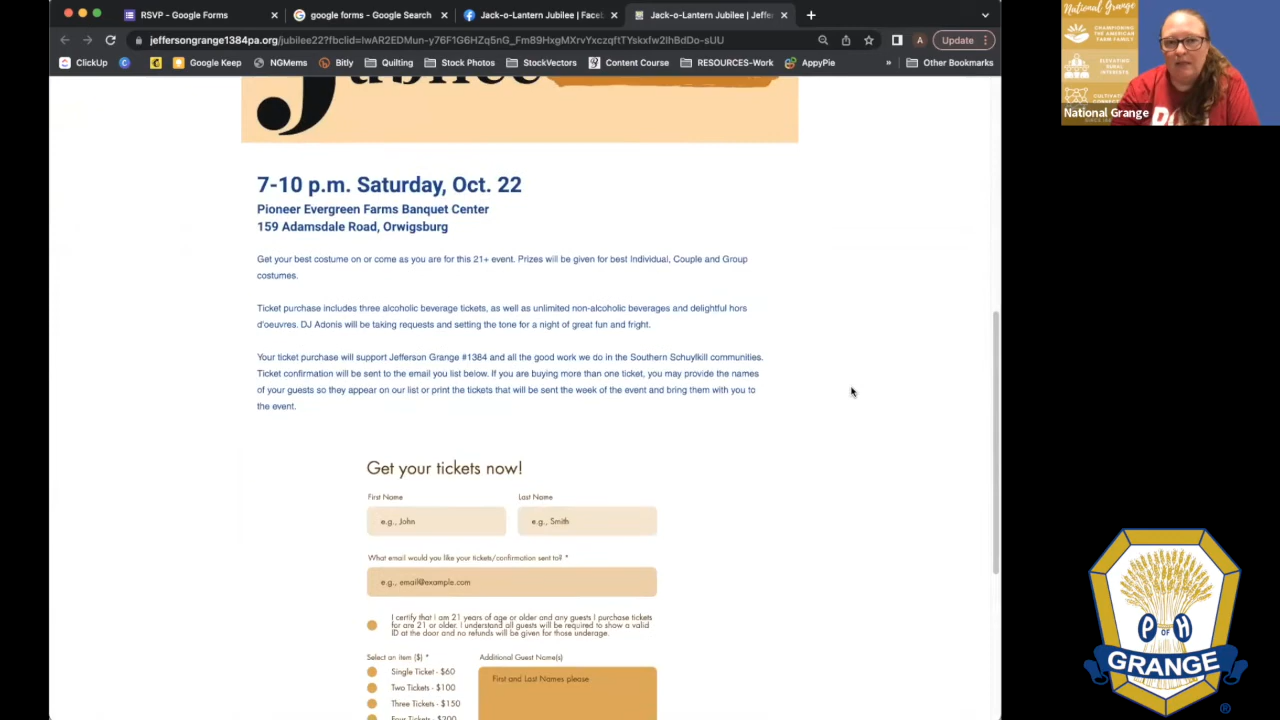 RSVP - Google Forms
google forms - Google Search
Jack-o-Lantern Jubilee | Faceb
Jack-o-Lantern Jubilee | Jeffer
jeffersongrange1384pa.org/jubilee22?
Update
ClickUp
Google Keep
NGMems
Bitly
Quilting
Stock Photos
StockVectors
Content Course
RESOURCES-Work
AppyPie
Other Bookmarks
7-10 p.m. Saturday, Oct. 22
Pioneer Evergreen Farms Banquet Center
159 Adamsdale Road, Orwigsburg
Get your best costume on or come as you are for this 21+ event. Prizes will be given for best Individual, Couple and Group
costumes.
Ticket purchase includes three alcoholic beverage tickets, as well as unlimited non-alcoholic beverages and delightful hors
d'oeuvres. DJ Adonis will be taking requests and setting the tone for a night of great fun and fright.
Your ticket purchase will support Jefferson Grange #1384 and all the good work we do in the Southern Schuylkill communities.
Ticket confirmation will be sent to the email you list below. If you are buying more than one ticket, you may provide the names
of your guests so they appear on our list or print the tickets that will be sent the week of the event and bring them with you to
the event.
Get your tickets now!
First Name
Last Name
e.g., John
e.g., Smith
What email would you like your tickets/confirmation sent to? *
e.g., email@example.com
I certify that I am 21 years of age or older and any guests I purchase tickets
for are 21 or older. I understand all guests will be required to show a valid
ID at the door and no refunds will be given for those underage.
Select an item ($) *
Additional Guest Name(s)
Single Ticket - $60
First and Last Names please
Two Tickets - $100
Three Tickets - $150
Four Tickets - $200
National Grange
CHAMPIONING
THE AMERICAN
FARM FAMILY
ELEVATING
RURAL
INTERESTS
National Grange
P OF H
GRANGE
®